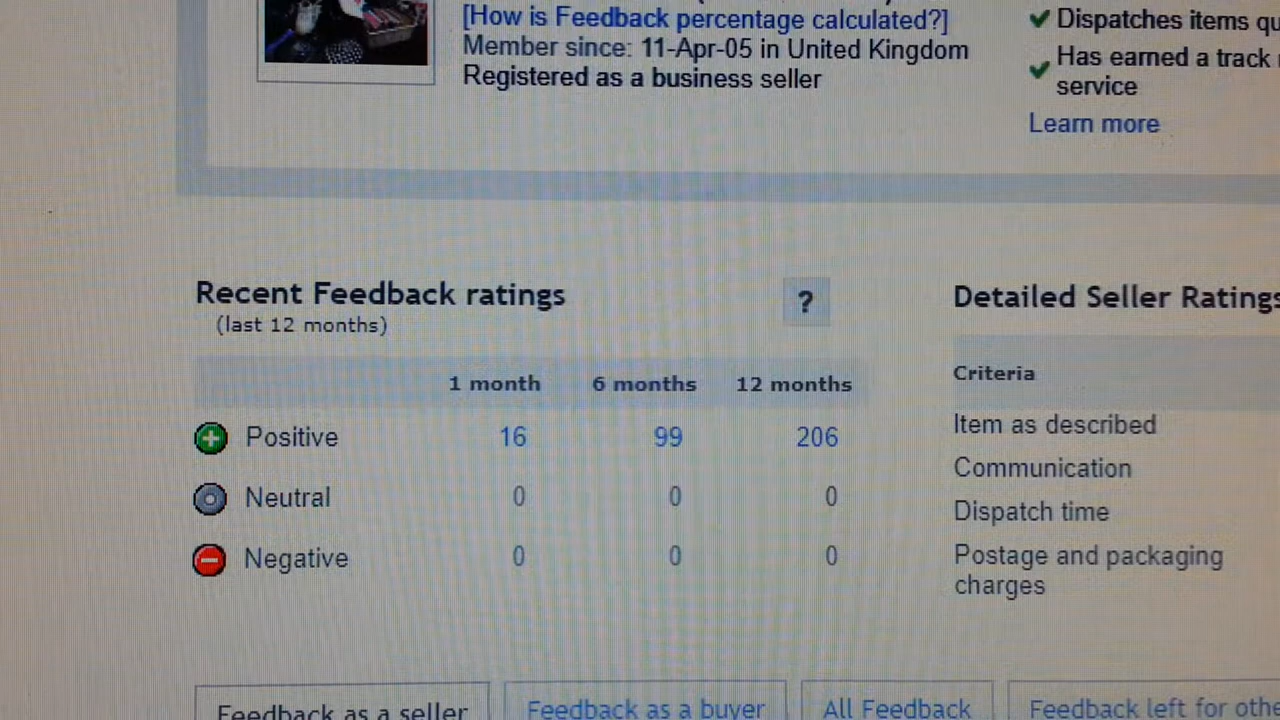 [How is Feedback percentage calculated?]
Member since: 11-Apr-05 in United Kingdom
Registered as a business seller
Dispatches items
Has earned a track
service
Learn more
Recent Feedback ratings
(last 12 months)
?
1 month 6 months 12 months
Positive 16 99 206
Neutral 0 0 0
Negative 0 0 0
Detailed Seller Ratings
Criteria
Item as described
Communication
Dispatch time
Postage and packaging
charges
Feedback as a seller Feedback as a buyer All Feedback Feedback left for